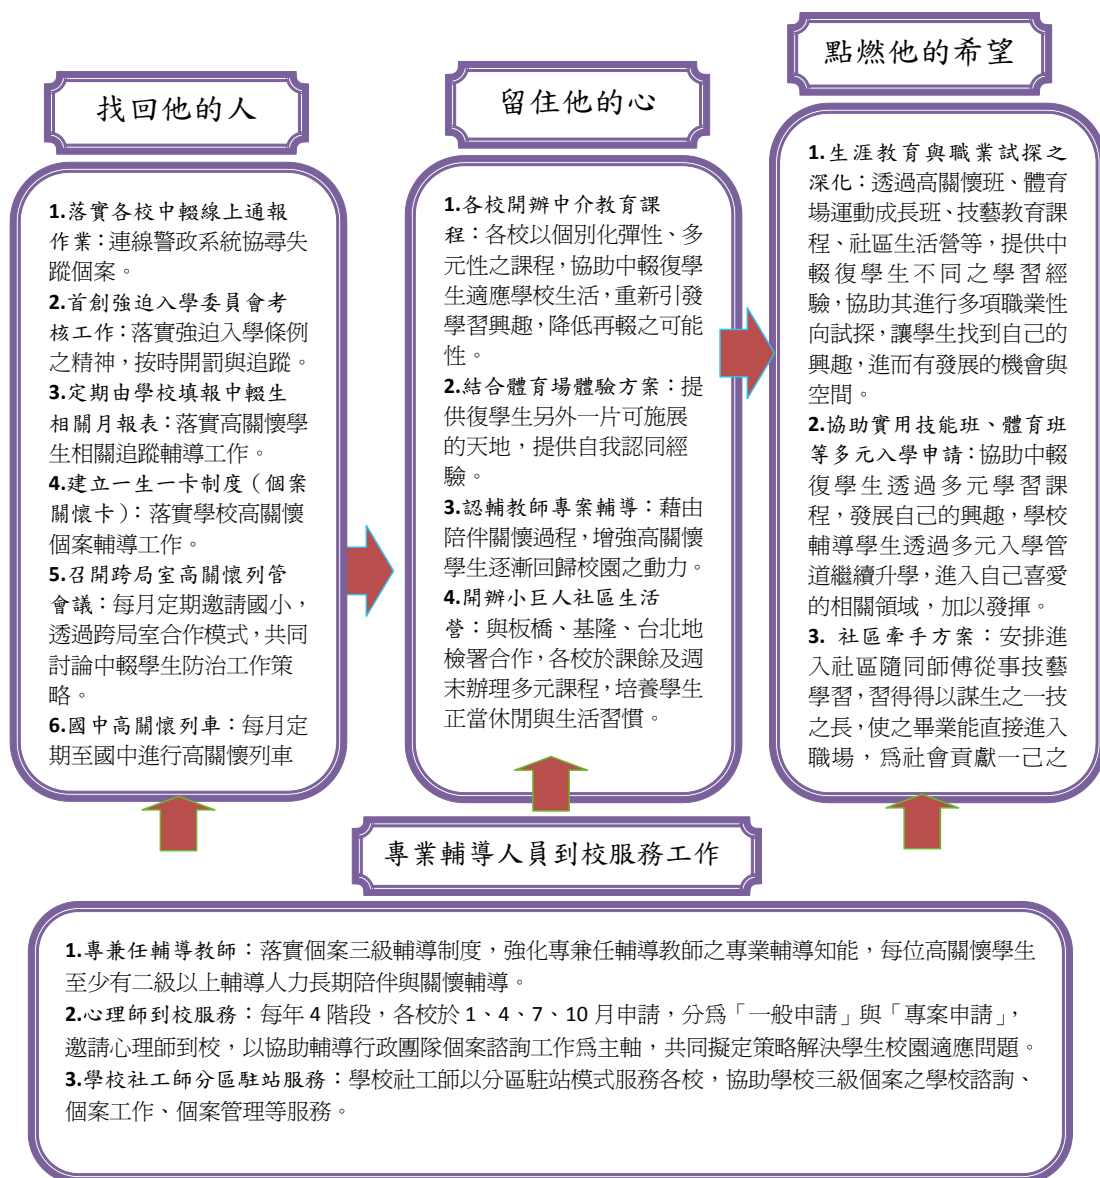 找回他的人
1.落實各校中輟線上通報
作業：連線警政系統協尋失
蹤個案。
2.首創強迫入學委員會考
核工作：落實強迫入學條例
之精神，按時開罰與追蹤。
3.定期由學校填報中輟生
相關月報表：落實高關懷學
生相關追蹤輔導工作。
4.建立一生一卡制度（個案
關懷卡）：落實學校高關懷
個案輔導工作。
5.召開跨局室高關懷列管
會議：每月定期邀請國小，
透過跨局室合作模式，共同
討論中輟學生防治工作策
略。
6.國中高關懷列車：每月定
期至國中進行高關懷列車
留住他的心
1.各校開辦中介教育課
程：各校以個別化彈性、多
元性之課程，協助中輟復學
生適應學校生活，重新引發
學習興趣，降低再輟之可能
性。
2.結合體育場體驗方案：提
供復學生另外一片可施展
的天地，提供自我認同經
驗。
3.認輔教師專案輔導：藉由
陪伴關懷過程，增強高關懷
學生逐漸回歸校園之動力。
4.開辦小巨人社區生活
營：與板橋、基隆、台北地
檢署合作，各校於課餘及週
末辦理多元課程，培養學生
正當休閒與生活習慣。
點燃他的希望
1.生涯教育與職業試探之
深化：透過高關懷班、體育
場運動成長班、技藝教育課
程、社區生活營等，提供中
輟復學生不同之學習經
驗，協助其進行多項職業性
向試探，讓學生找到自己的
興趣，進而有發展的機會與
空間。
2.協助實用技能班、體育班
等多元入學申請：協助中輟
復學生透過多元學習課
程，發展自己的興趣，學校
輔導學生透過多元入學管
道繼續升學，進入自己喜愛
的相關領域，加以發揮。
3. 社區牽手方案：安排進
入社區隨同師傅從事技藝
學習，習得得以謀生之一技
之長，使之畢業能直接進入
職場，為社會貢獻一己之
專業輔導人員到校服務工作
1.專兼任輔導教師：落實個案三級輔導制度，強化專兼任輔導教師之專業輔導知能，每位高關懷學生
至少有二級以上輔導人力長期陪伴與關懷輔導。
2.心理師到校服務：每年 4 階段，各校於 1、4、7、10 月申請，分為「一般申請」與「專案申請」，
邀請心理師到校，以協助輔導行政團隊個案諮詢工作為主軸，共同擬定策略解決學生校園適應問題。
3.學校社工師分區駐站服務：學校社工師以分區駐站模式服務各校，協助學校三級個案之學校諮詢、
個案工作、個案管理等服務。